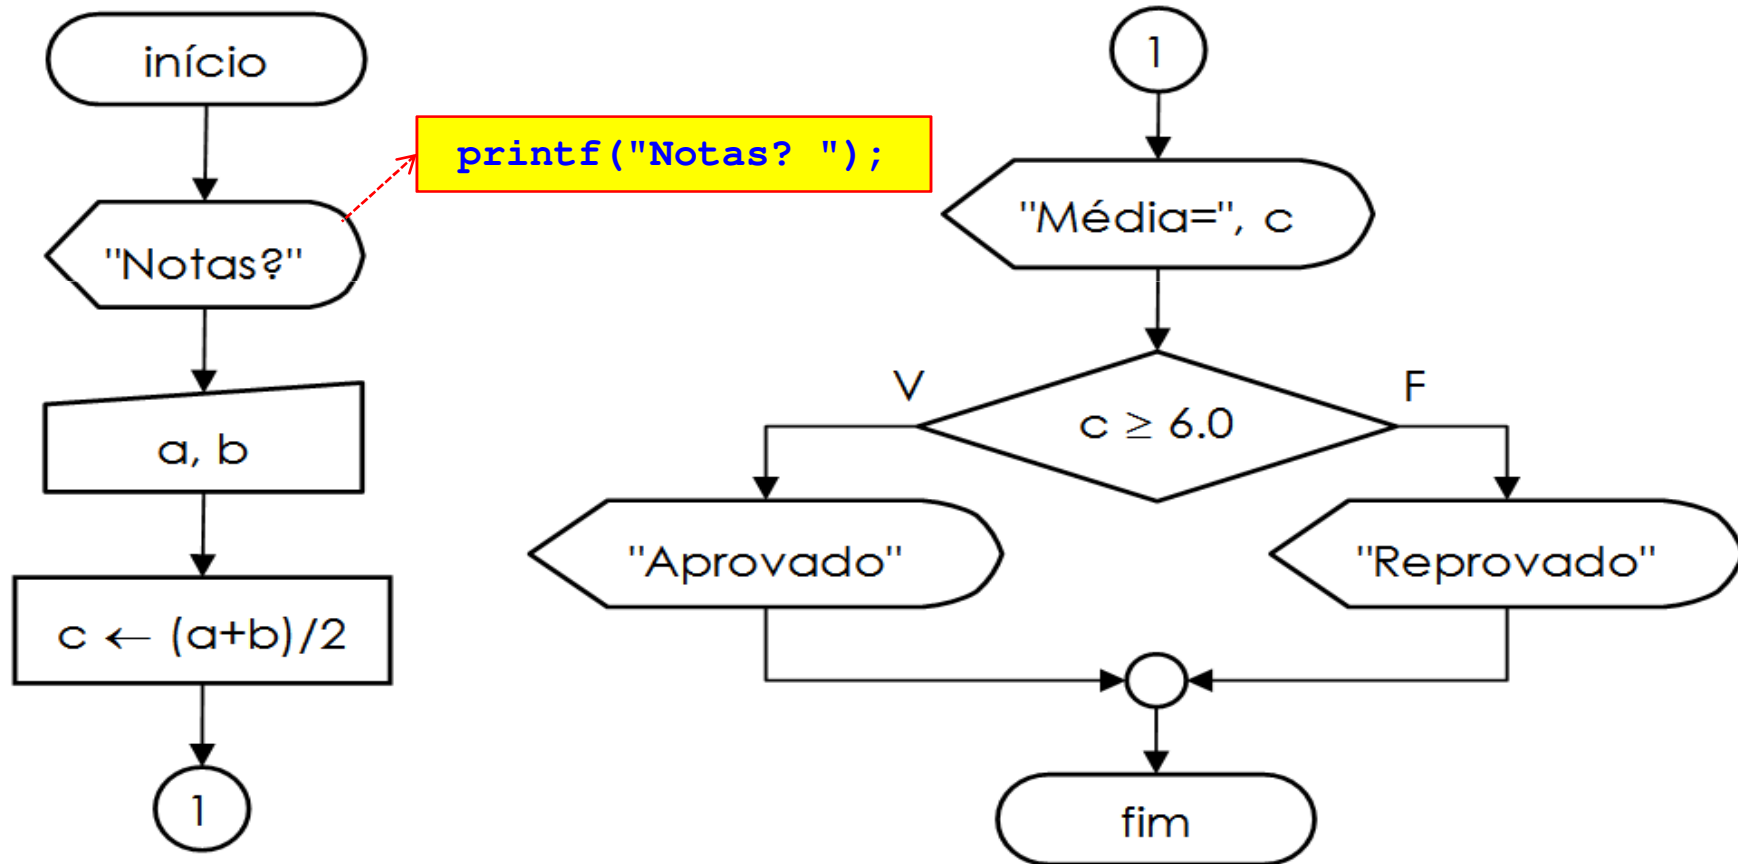 início
printf("Notas? ");
"Notas?"
a, b
c ← (a+b)/2
1
1
"Média=", c
V
F
c ≥ 6.0
"Aprovado"
"Reprovado"
fim